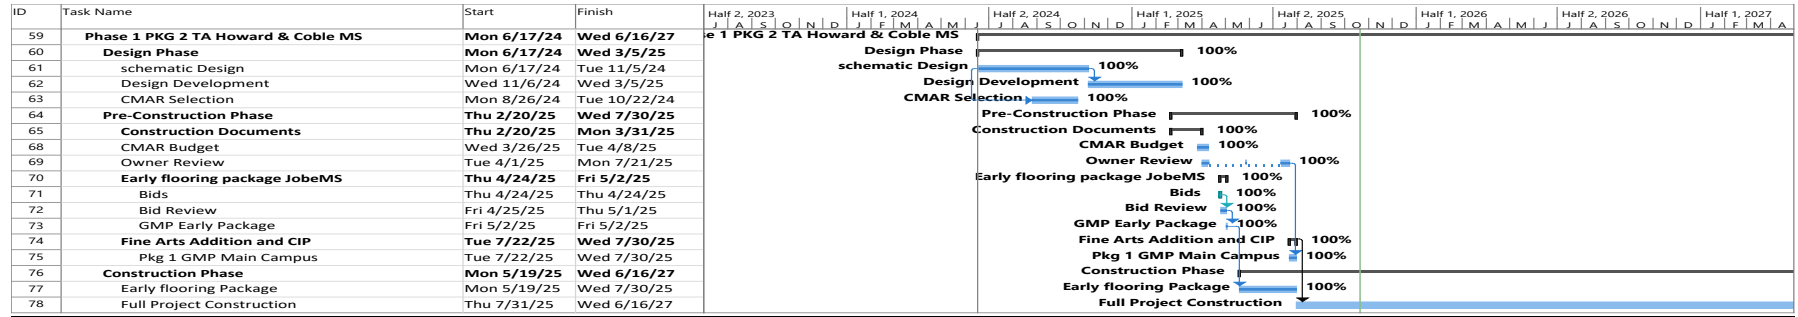 ID Task Name Start Finish Half 2, 2023 Half 1, 2024 Half 2, 2024 Half 1, 2025 Half 2, 2025 Half 1, 2026 Half 2, 2026 Half 1, 2027
J A S O N D J F M A M J J A S O N D J F M A M J J A S O N D J F M A M J J A S O N D J F M A
59 Phase 1 PKG 2 TA Howard & Coble MS Mon 6/17/24 Wed 6/16/27 se 1 PKG 2 TA Howard & Coble MS
60 Design Phase Mon 6/17/24 Wed 3/5/25 Design Phase 100%
61 schematic Design Mon 6/17/24 Tue 11/5/24 schematic Design 100%
62 Design Development Wed 11/6/24 Wed 3/5/25 Design Development 100%
63 CMAR Selection Mon 8/26/24 Tue 10/22/24 CMAR Selection 100%
64 Pre-Construction Phase Thu 2/20/25 Wed 7/30/25 Pre-Construction Phase 100%
65 Construction Documents Thu 2/20/25 Mon 3/31/25 Construction Documents 100%
68 CMAR Budget Wed 3/26/25 Tue 4/8/25 CMAR Budget 100%
69 Owner Review Tue 4/1/25 Mon 7/21/25 Owner Review 100%
70 Early flooring package JobeMS Thu 4/24/25 Fri 5/2/25 Early flooring package JobeMS 100%
71 Bids Thu 4/24/25 Thu 4/24/25 Bids 100%
72 Bid Review Fri 4/25/25 Thu 5/1/25 Bid Review 100%
73 GMP Early Package Fri 5/2/25 Fri 5/2/25 GMP Early Package 100%
74 Fine Arts Addition and CIP Tue 7/22/25 Wed 7/30/25 Fine Arts Addition and CIP 100%
75 Pkg 1 GMP Main Campus Tue 7/22/25 Wed 7/30/25 Pkg 1 GMP Main Campus 100%
76 Construction Phase Mon 5/19/25 Wed 6/16/27 Construction Phase
77 Early flooring Package Mon 5/19/25 Wed 7/30/25 Early flooring Package 100%
78 Full Project Construction Thu 7/31/25 Wed 6/16/27 Full Project Construction